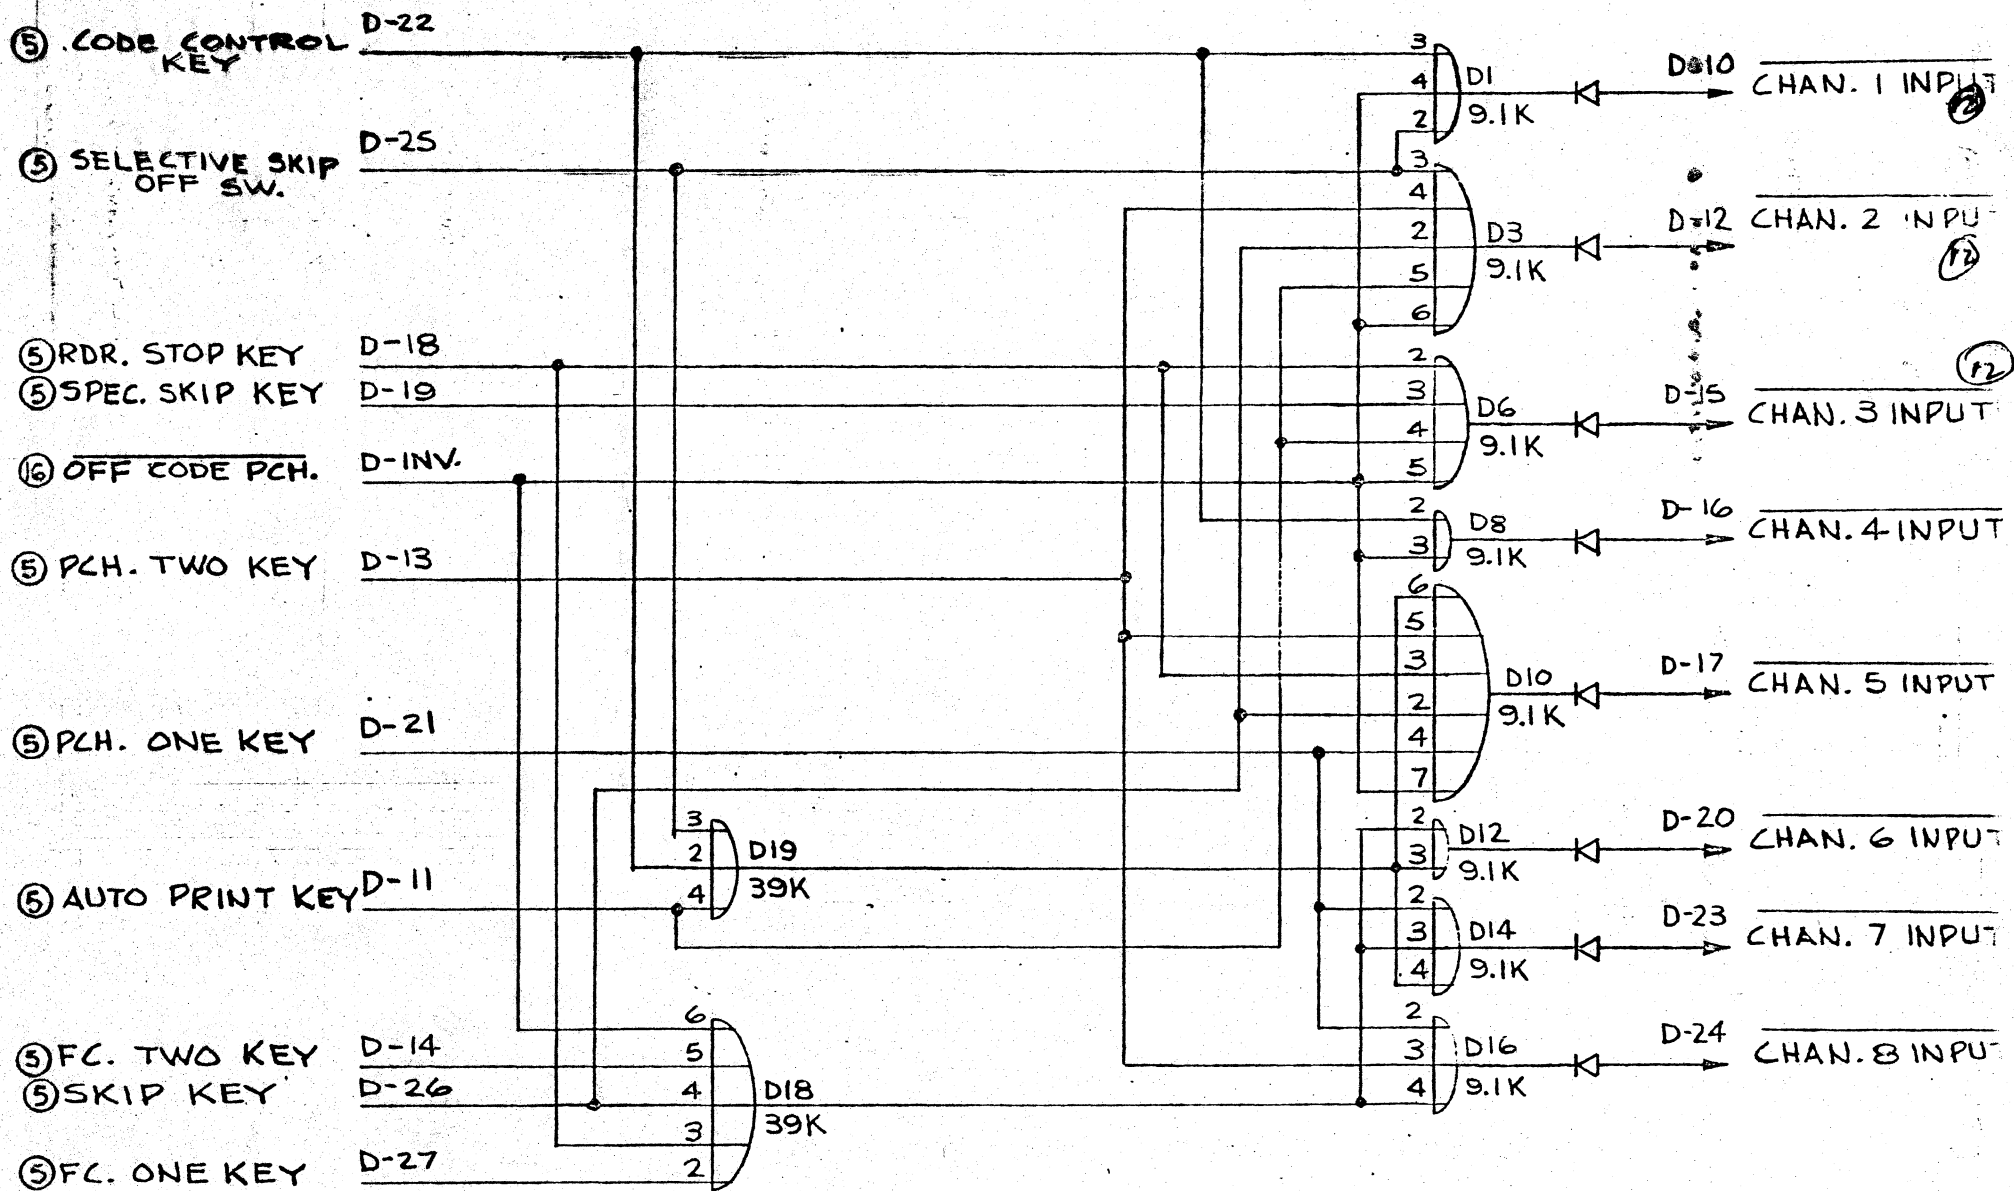 D-22
⑤ .CODE CONTROL
KEY
D-25
⑤ SELECTIVE SKIP
OFF SW.
D-18
⑤ RDR. STOP KEY
D-19
⑤ SPEC. SKIP KEY
D-INV.
⑯ OFF CODE PCH.
D-13
⑤ PCH. TWO KEY
D-21
⑤ PCH. ONE KEY
D-11
⑤ AUTO PRINT KEY
D-14
⑤ FC. TWO KEY
D-26
⑤ SKIP KEY
D-27
⑤ FC. ONE KEY
3
2
4
D19
39K
6
5
4
3
2
D18
39K
3
4
2
D1
9.1K
D-10
CHAN. 1 INPUT
12
3
4
2
5
6
D3
9.1K
D-12
CHAN. 2 INPU
12
2
3
4
5
D6
9.1K
D-15
12
CHAN. 3 INPUT
2
3
D8
9.1K
D-16
CHAN. 4 INPUT
6
5
3
2
4
7
D10
9.1K
D-17
CHAN. 5 INPUT
2
3
D12
9.1K
D-20
CHAN. 6 INPUT
2
3
4
D14
9.1K
D-23
CHAN. 7 INPUT
2
3
4
D16
9.1K
D-24
CHAN. 8 INPU